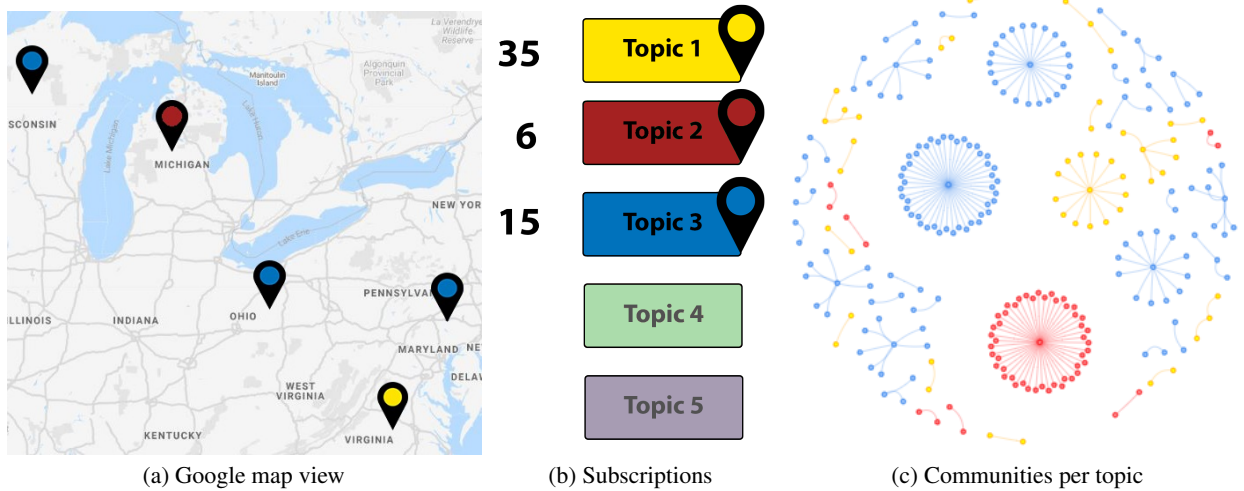 La Verendrye
Wildlife
Reserve
Manitoulin
Island
Algonquin
Provincial
Park
SCONSIN
Lake Michigan
Lake Huron
MICHIGAN
NEW YOR
Lake Erie
PENNSYLVAN
ILLINOIS
INDIANA
OHIO
MARYLAND
NE
DELAW
WEST
VIRGINIA
KENTUCKY
VIRGINIA
(a) Google map view
35
Topic 1
6
Topic 2
15
Topic 3
Topic 4
Topic 5
(b) Subscriptions
(c) Communities per topic